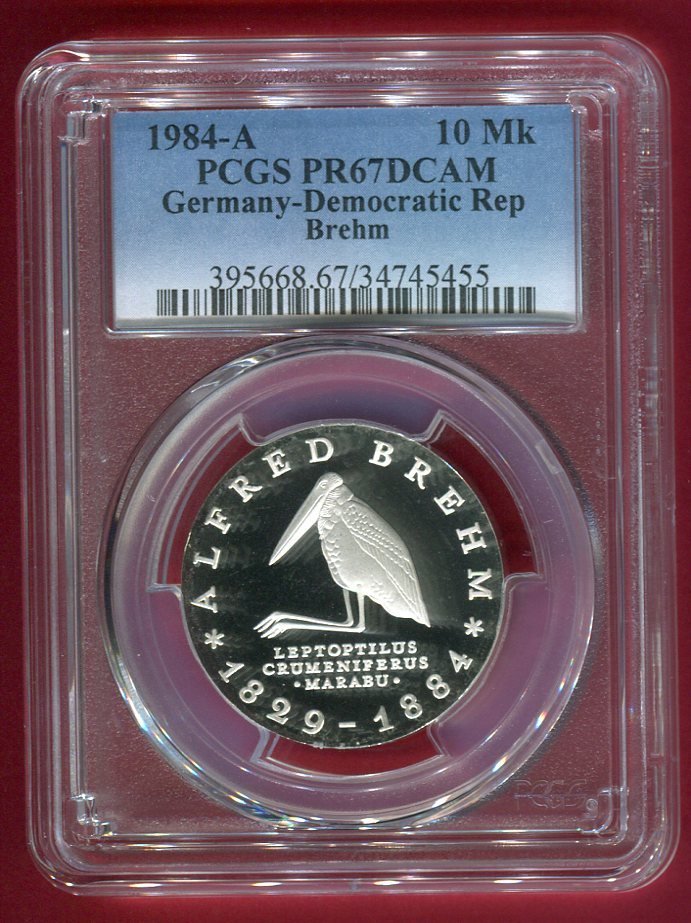 1984-A 10 Mk
PCGS PR67DCAM
Germany-Democratic Rep
Brehm
395668.67/34745455
* ALFRED BREHM *
LEPTOPTILUS
CRUMENIFERUS
·MARABU·
1829-1884
PCGS